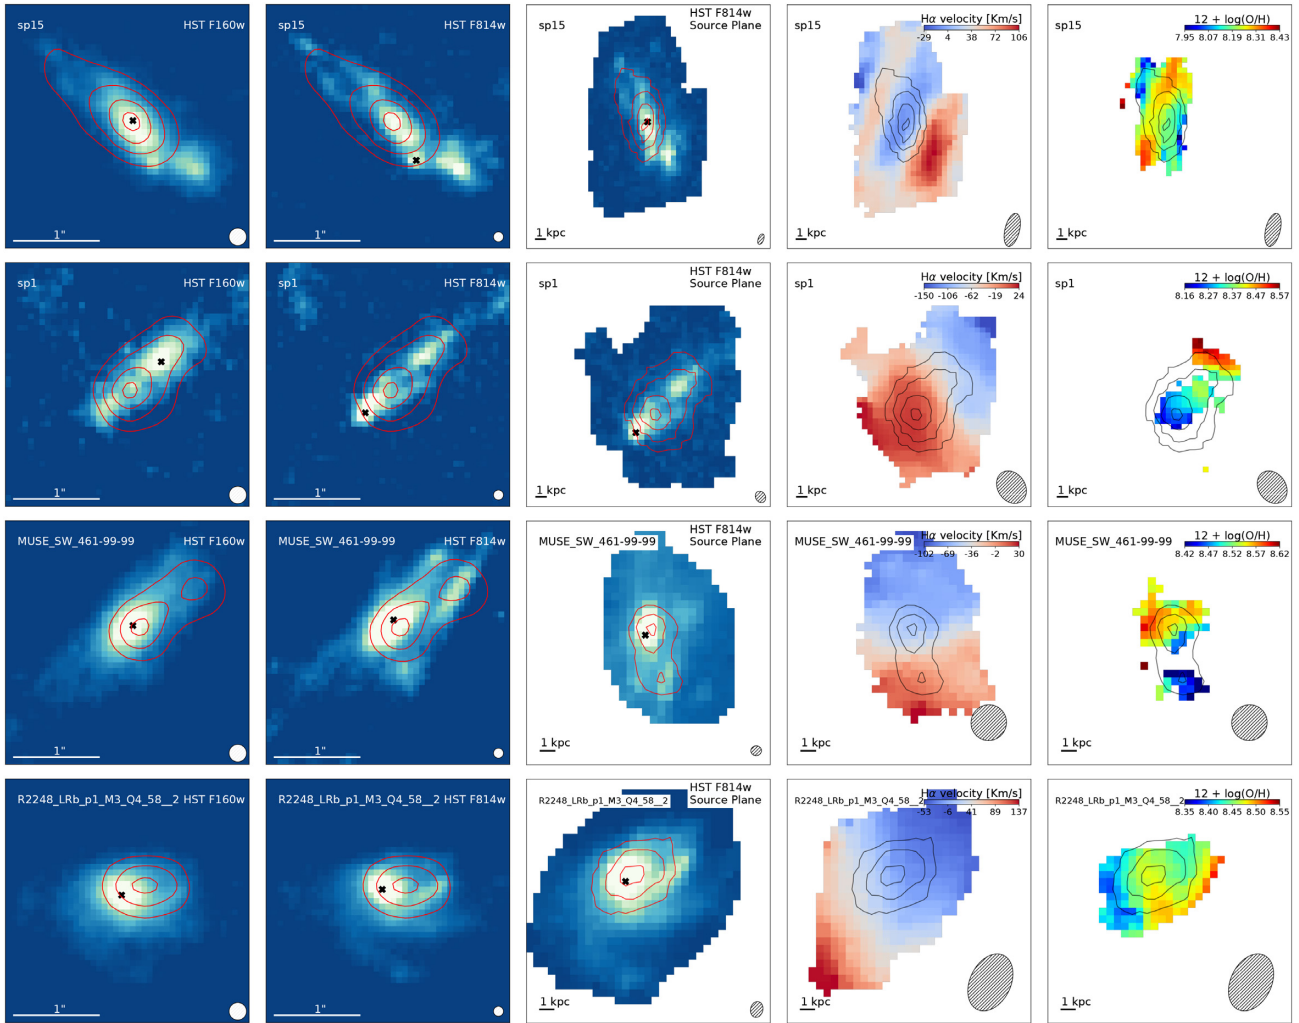 sp15 HST F160w
1"
sp15 HST F814w
1"
sp15 HST F814w
Source Plane
1 kpc
sp15 Hα velocity [Km/s]
-29 4 38 72 106
sp15 12 + log(O/H)
7.95 8.07 8.19 8.31 8.43
sp1 HST F160w
1"
sp1 HST F814w
1"
sp1 HST F814w
Source Plane
1 kpc
sp1 Hα velocity [Km/s]
-150 -106 -62 -19 24
1 kpc
sp1 12 + log(O/H)
8.16 8.27 8.37 8.47 8.57
MUSE_SW_461-99-99 HST F160w
1"
MUSE_SW_461-99-99 HST F814w
1"
MUSE_SW_461-99-99 HST F814w
Source Plane
1 kpc
MUSE_SW_461-99-99 Hα velocity [Km/s]
-102 -69 -36 -2 30
1 kpc
MUSE_SW_461-99-99 12 + log(O/H)
8.42 8.47 8.52 8.57 8.62
1 kpc
R2248_LRb_p1_M3_Q4_58__2 HST F160w
1"
R2248_LRb_p1_M3_Q4_58__2 HST F814w
1"
R2248_LRb_p1_M3_Q4_58__2 HST F814w
Source Plane
1 kpc
R2248_LRb_p1_M3_Q4_58__2 Hα velocity [Km/s]
-53 -6 41 89 137
1 kpc
R2248_LRb_p1_M3_Q4_58__2 12 + log(O/H)
8.35 8.40 8.45 8.50 8.55
1 kpc